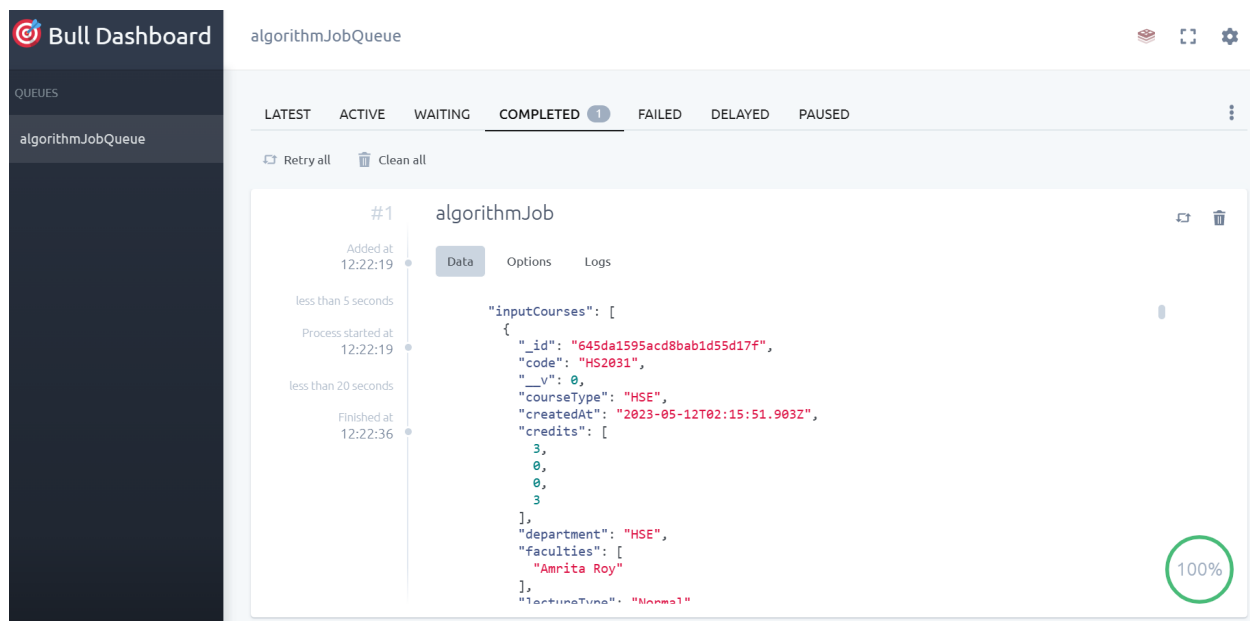 Bull Dashboard
algorithmJobQueue
QUEUES
algorithmJobQueue
LATEST ACTIVE WAITING COMPLETED 1 FAILED DELAYED PAUSED
Retry all Clean all
#1
Added at
12:22:19
less than 5 seconds
Process started at
12:22:19
less than 20 seconds
Finished at
12:22:36
algorithmJob
Data Options Logs
"inputCourses": [
{
"_id": "645da1595acd8bab1d55d17f",
"code": "HS2031",
"__v": 0,
"courseType": "HSE",
"createdAt": "2023-05-12T02:15:51.903Z",
"credits": [
3,
0,
0,
3
],
"department": "HSE",
"faculties": [
"Amrita Roy"
],
"lectureType": "Normal"
100%